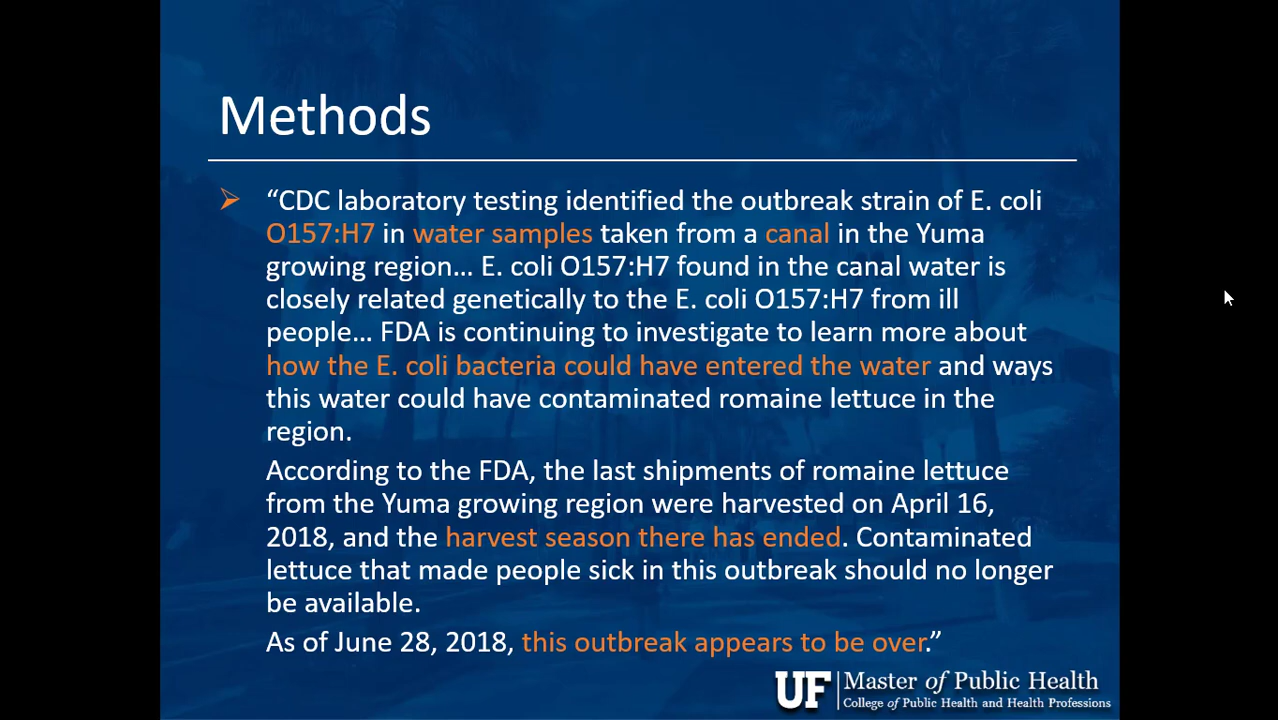 Methods
“CDC laboratory testing identified the outbreak strain of E. coli
O157:H7 in water samples taken from a canal in the Yuma
growing region… E. coli O157:H7 found in the canal water is
closely related genetically to the E. coli O157:H7 from ill
people… FDA is continuing to investigate to learn more about
how the E. coli bacteria could have entered the water and ways
this water could have contaminated romaine lettuce in the
region.
According to the FDA, the last shipments of romaine lettuce
from the Yuma growing region were harvested on April 16,
2018, and the harvest season there has ended. Contaminated
lettuce that made people sick in this outbreak should no longer
be available.
As of June 28, 2018, this outbreak appears to be over.”
UF Master of Public Health
College of Public Health and Health Professions